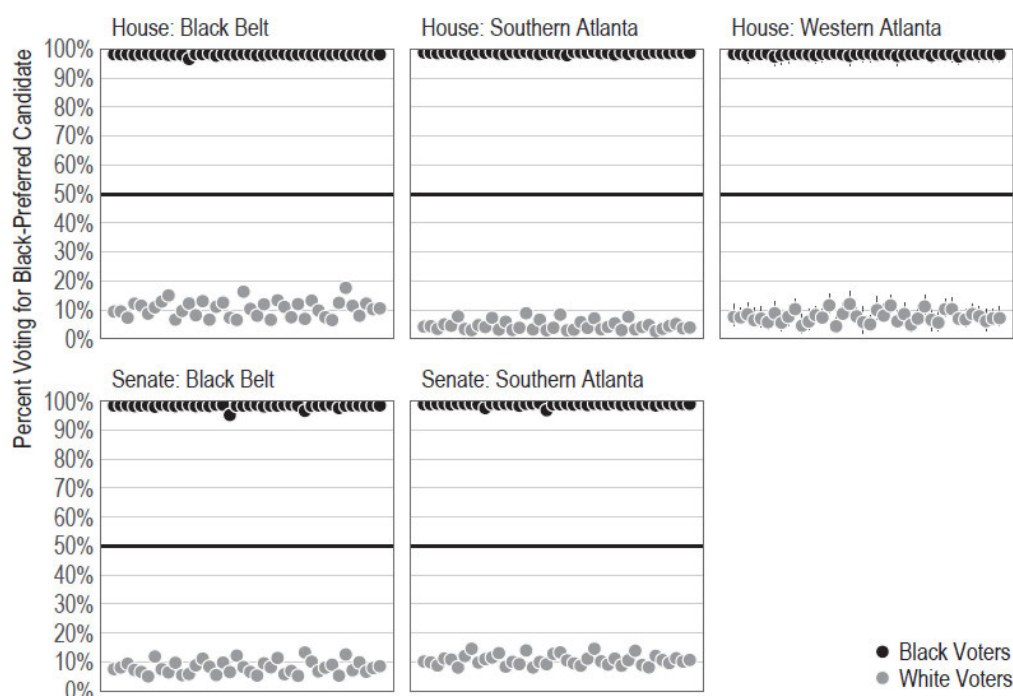 House: Black Belt
House: Southern Atlanta
House: Western Atlanta
Percent Voting for Black-Preferred Candidate
100%
90%
80%
70%
60%
50%
40%
30%
20%
10%
0%
Senate: Black Belt
Senate: Southern Atlanta
100%
90%
80%
70%
60%
50%
40%
30%
20%
10%
0%
Black Voters
White Voters